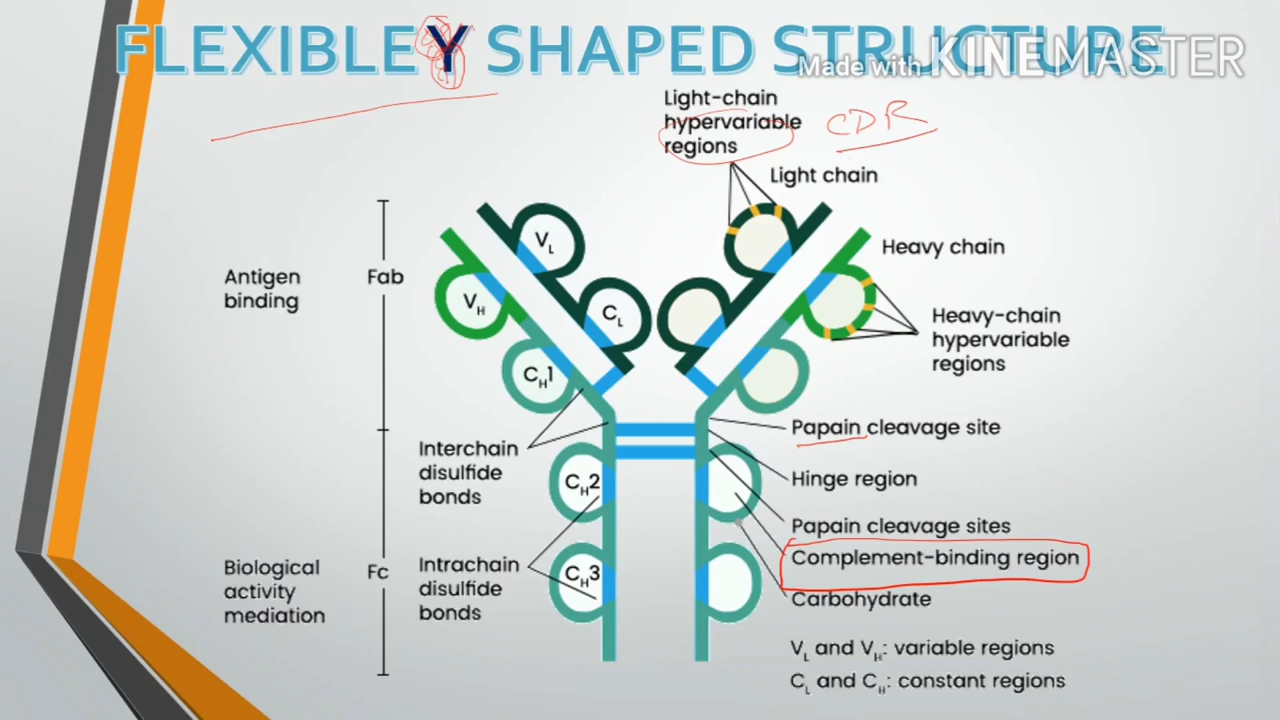 FLEXIBLE Y SHAPED STRUCTURE
Made with KINEMASTER
Light-chain
hypervariable
regions
CDR
Light chain
Heavy chain
Heavy-chain
hypervariable
regions
Antigen
binding
Fab
VL
VH
CL
CH1
Papain cleavage site
Interchain
disulfide
bonds
Hinge region
CH2
Papain cleavage sites
Complement-binding region
Carbohydrate
Biological
activity
mediation
Fc
Intrachain
disulfide
bonds
CH3
VL and VH: variable regions
CL and CH: constant regions